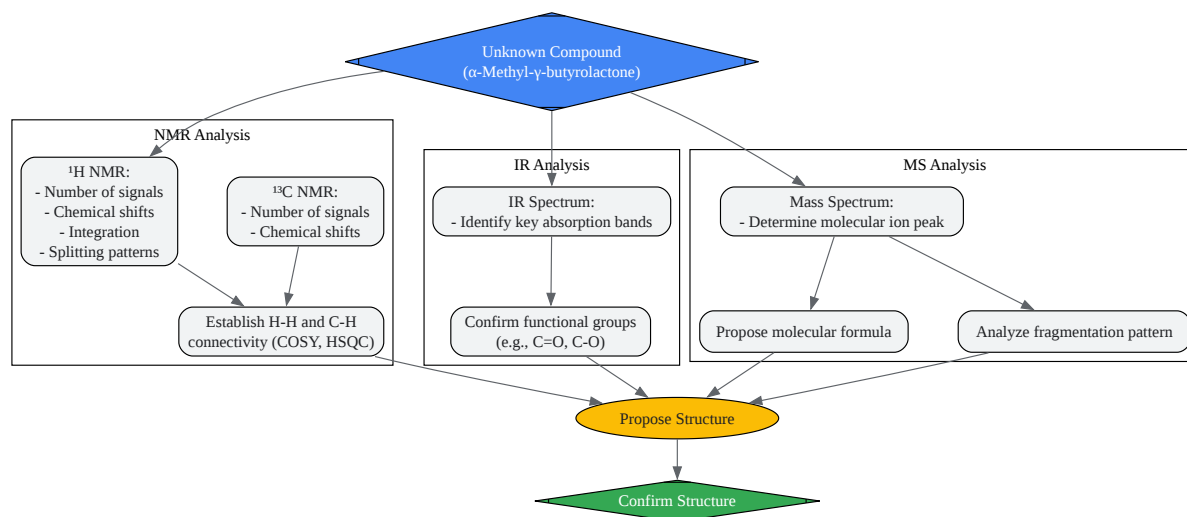 Unknown Compound
(α-Methyl-γ-butyrolactone)
NMR Analysis
¹H NMR:
- Number of signals
- Chemical shifts
- Integration
- Splitting patterns
¹³C NMR:
- Number of signals
- Chemical shifts
Establish H-H and C-H
connectivity (COSY, HSQC)
IR Analysis
IR Spectrum:
- Identify key absorption bands
Confirm functional groups
(e.g., C=O, C-O)
MS Analysis
Mass Spectrum:
- Determine molecular ion peak
Propose molecular formula
Analyze fragmentation pattern
Propose Structure
Confirm Structure